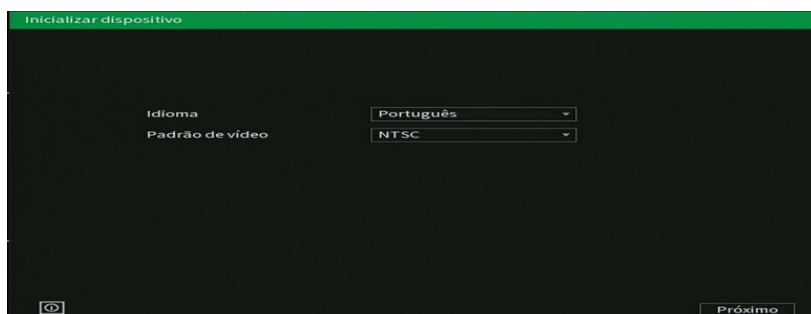 Inicializar dispositivo
Idioma Português
Padrão de vídeo NTSC
Próximo